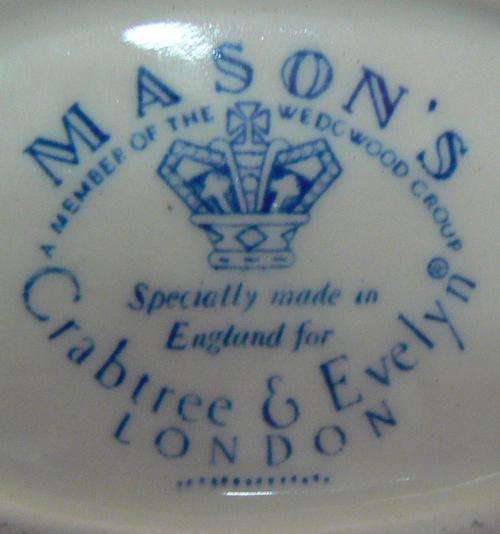 MASON'S
A MEMBER OF THE WEDGWOOD GROUP
Specially made in
England for
Crabtree & Evelyn®
LONDON